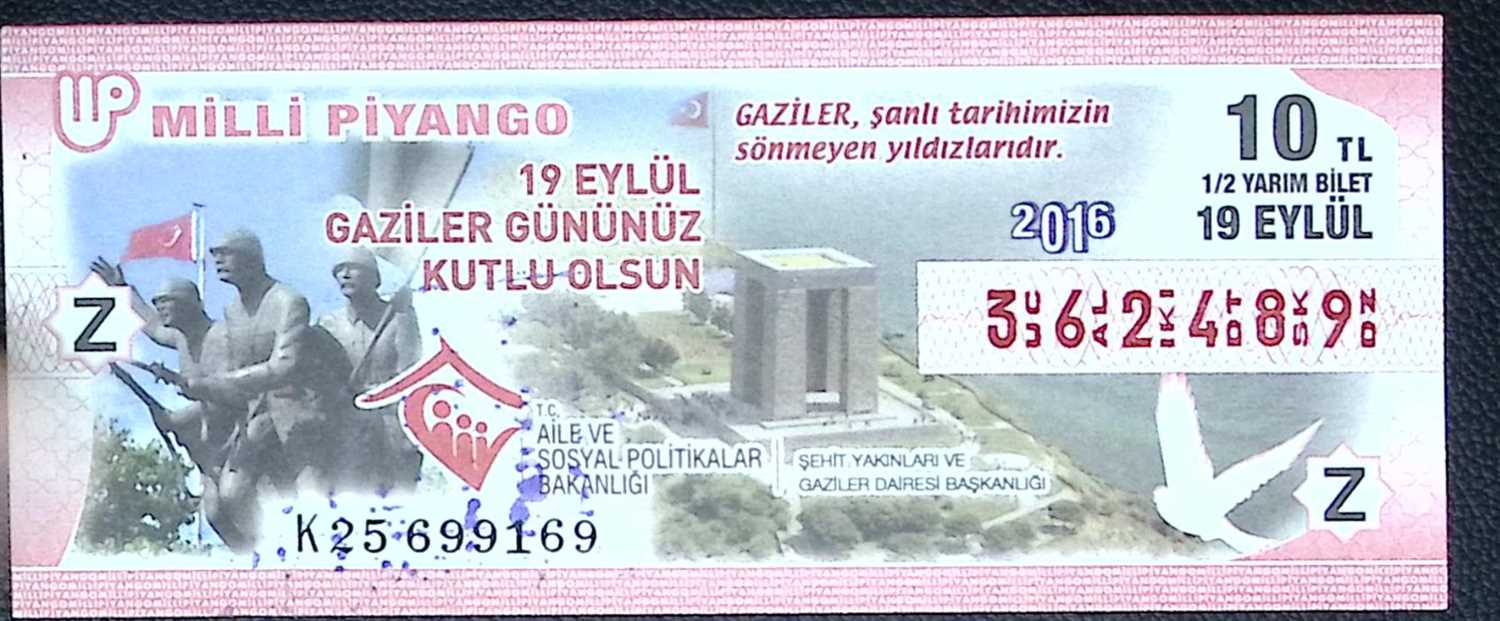 MİLLİ PİYANGO
19 EYLÜL
GAZİLER GÜNÜNÜZ
KUTLU OLSUN
GAZİLER, şanlı tarihimizin
sönmeyen yıldızlarıdır.
10 TL
1/2 YARIM BİLET
2016
19 EYLÜL
3 6 2 4 8 9
Z
T.C.
AİLE VE
SOSYAL POLİTİKALAR
BAKANLIĞI
ŞEHİT YAKINLARI VE
GAZİLER DAİRESİ BAŞKANLIĞI
Z
K25699169